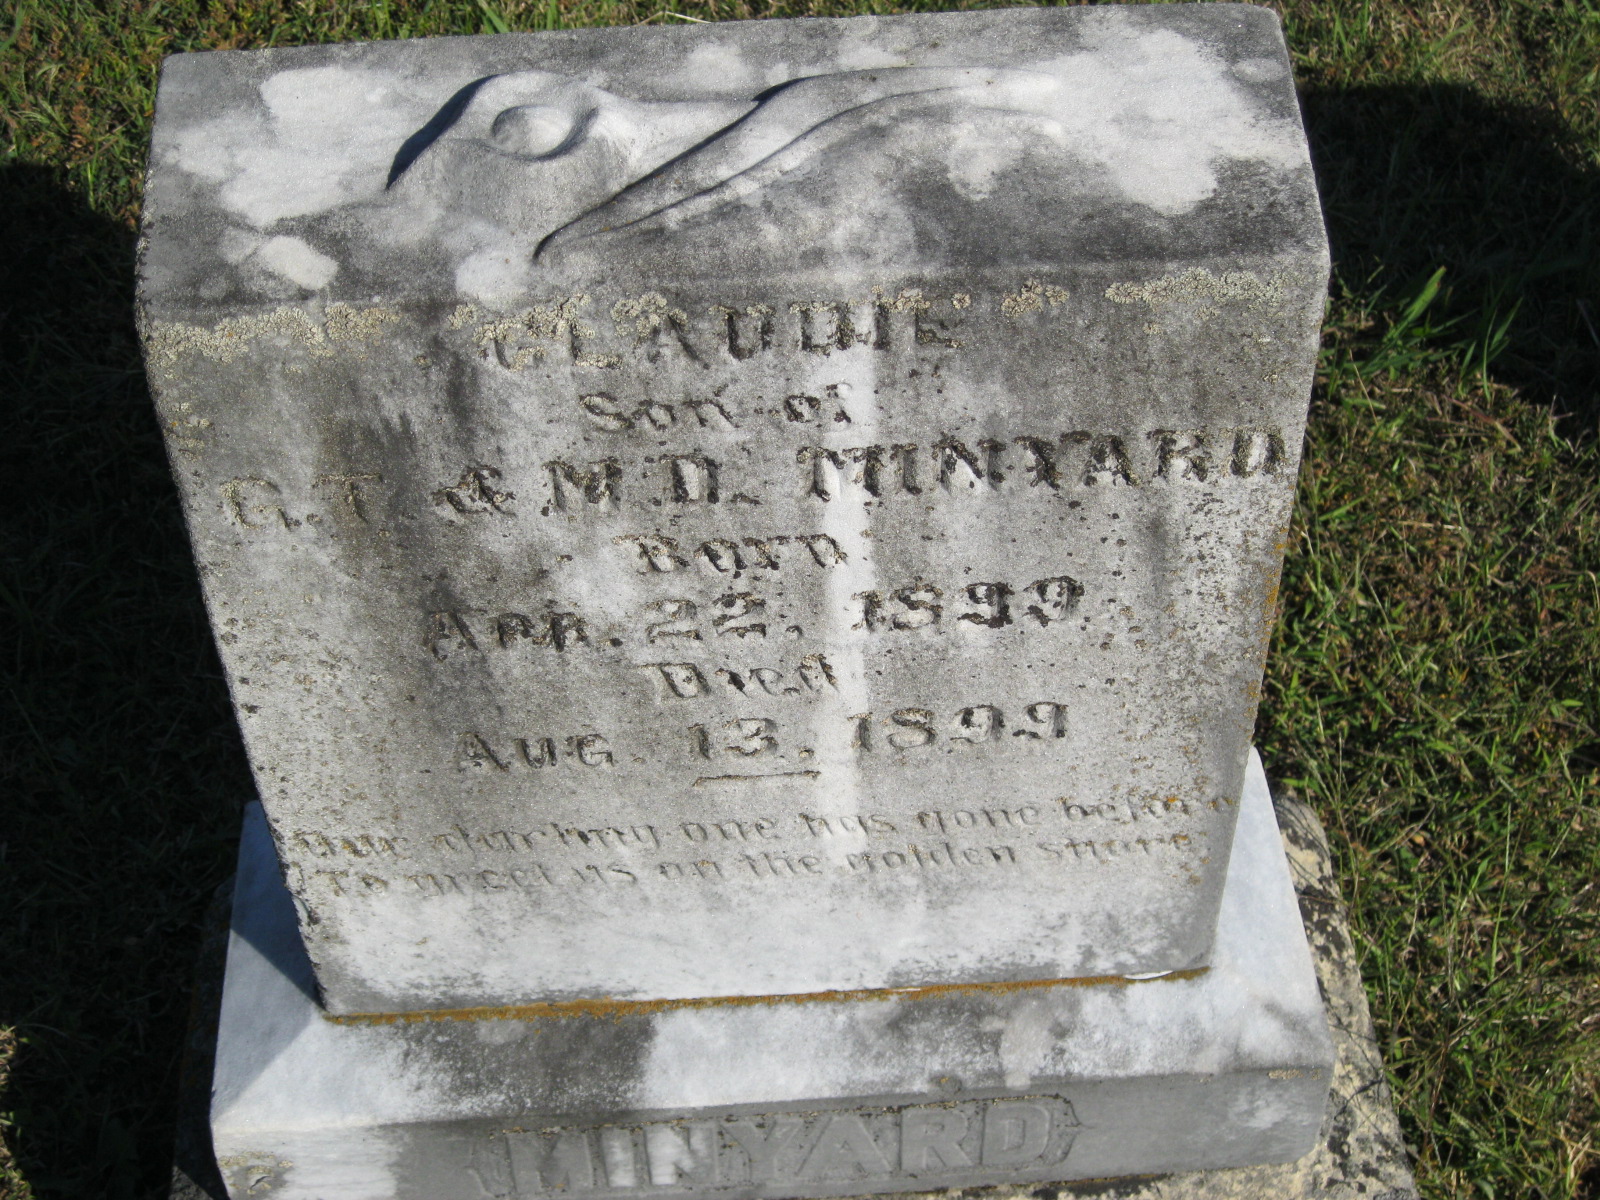 CLAUDIE
Son of
G. T. & M. D. MINYARD
Born
APR. 22, 1899
Died
AUG. 13, 1899
Our darling one has gone before
To greet us on the golden shore
MINYARD